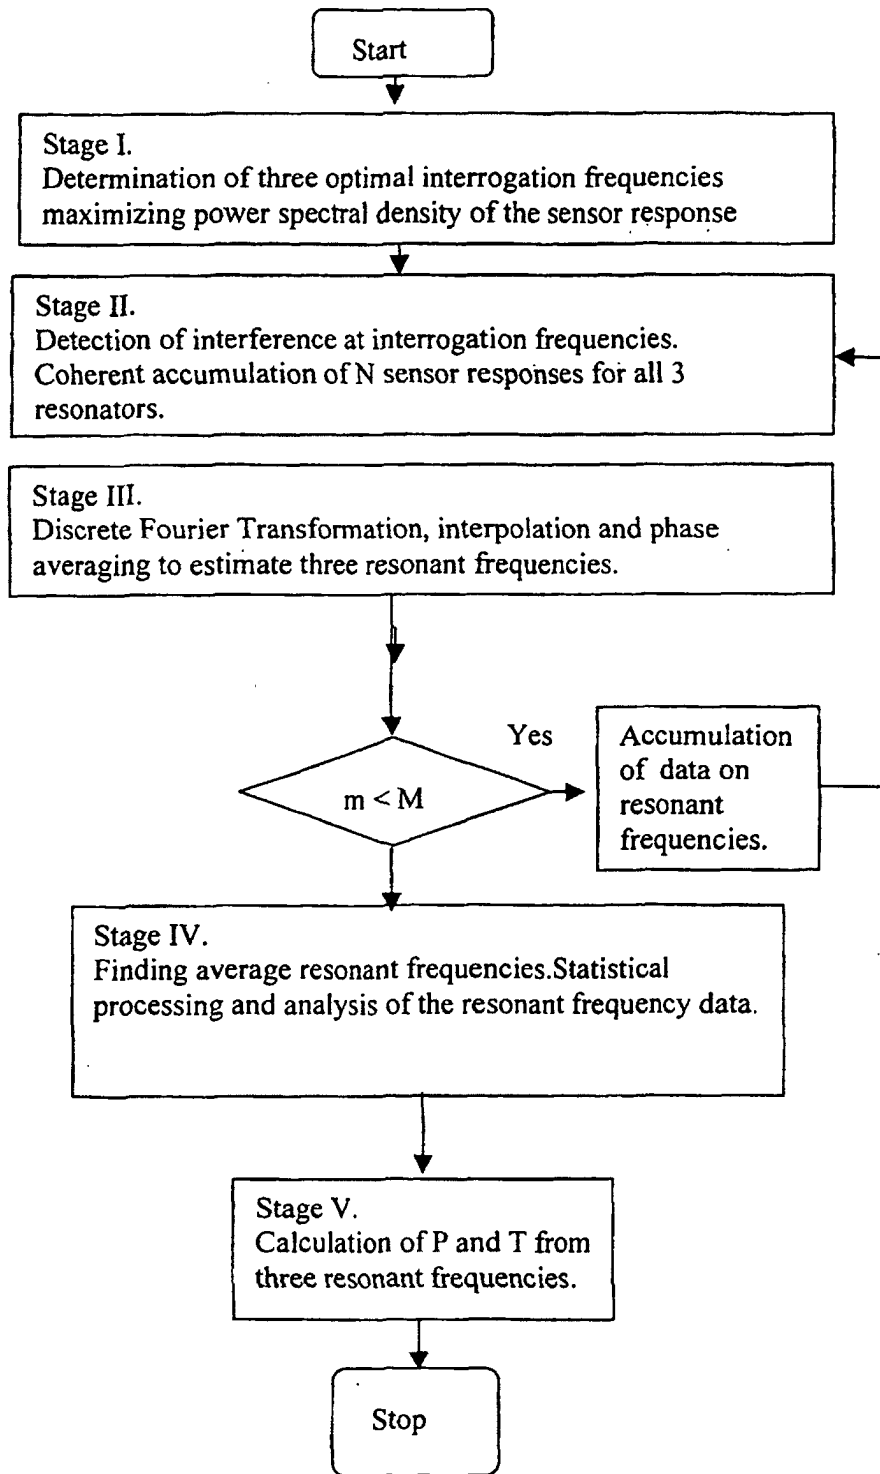 Start
Stage I.
Determination of three optimal interrogation frequencies
maximizing power spectral density of the sensor response
Stage II.
Detection of interference at interrogation frequencies.
Coherent accumulation of N sensor responses for all 3
resonators.
Stage III.
Discrete Fourier Transformation, interpolation and phase
averaging to estimate three resonant frequencies.
m < M
Yes
Accumulation
of data on
resonant
frequencies.
Stage IV.
Finding average resonant frequencies.Statistical
processing and analysis of the resonant frequency data.
Stage V.
Calculation of P and T from
three resonant frequencies.
Stop